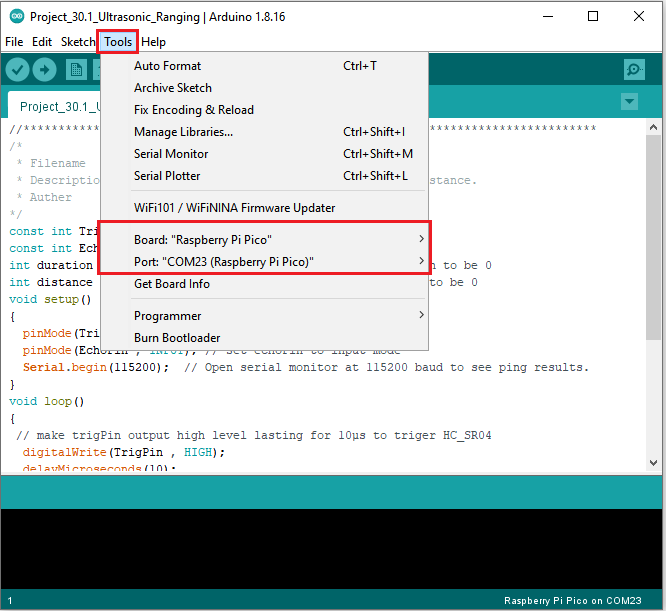 Project_30.1_Ultrasonic_Ranging | Arduino 1.8.16
File Edit Sketch Tools Help
Auto Format Ctrl+T
Archive Sketch
Fix Encoding & Reload
Manage Libraries... Ctrl+Shift+I
Serial Monitor Ctrl+Shift+M
Serial Plotter Ctrl+Shift+L
WiFi101 / WiFiNINA Firmware Updater
Board: "Raspberry Pi Pico"
Port: "COM23 (Raspberry Pi Pico)"
Get Board Info
Programmer
Burn Bootloader
Project_30.1_U
//************ ************************
/*
* Filename
* Descriptio stance.
* Auther
*/
const int Tri
const int Ech
int duration n to be 0
int distance to be 0
void setup()
{
pinMode(Tri
pinMode(EchoPin , INPUT); // set echoPin to input mode
Serial.begin(115200); // Open serial monitor at 115200 baud to see ping results.
}
void loop()
{
// make trigPin output high level lasting for 10μs to triger HC_SR04
digitalWrite(TrigPin , HIGH);
delayMicroseconds(10);
1
Raspberry Pi Pico on COM23